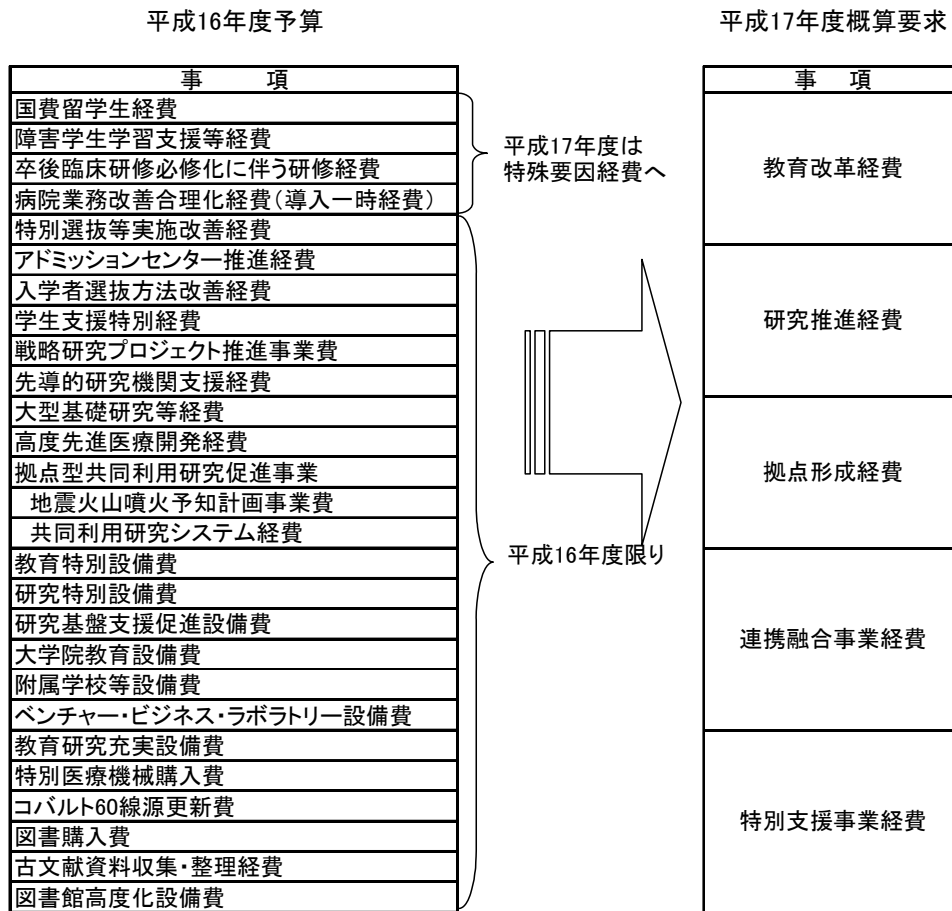 平成16年度予算
平成17年度概算要求
事　　項
国費留学生経費
障害学生学習支援等経費
卒後臨床研修必修化に伴う研修経費
病院業務改善合理化経費(導入一時経費)
特別選抜等実施改善経費
アドミッションセンター推進経費
入学者選抜方法改善経費
学生支援特別経費
戦略研究プロジェクト推進事業費
先導的研究機関支援経費
大型基礎研究等経費
高度先進医療開発経費
拠点型共同利用研究促進事業
地震火山噴火予知計画事業費
共同利用研究システム経費
教育特別設備費
研究特別設備費
研究基盤支援促進設備費
大学院教育設備費
附属学校等設備費
ベンチャー・ビジネス・ラボラトリー設備費
教育研究充実設備費
特別医療機械購入費
コバルト60線源更新費
図書購入費
古文献資料収集・整理経費
図書館高度化設備費
平成17年度は
特殊要因経費へ
平成16年度限り
事　項
教育改革経費
研究推進経費
拠点形成経費
連携融合事業経費
特別支援事業経費